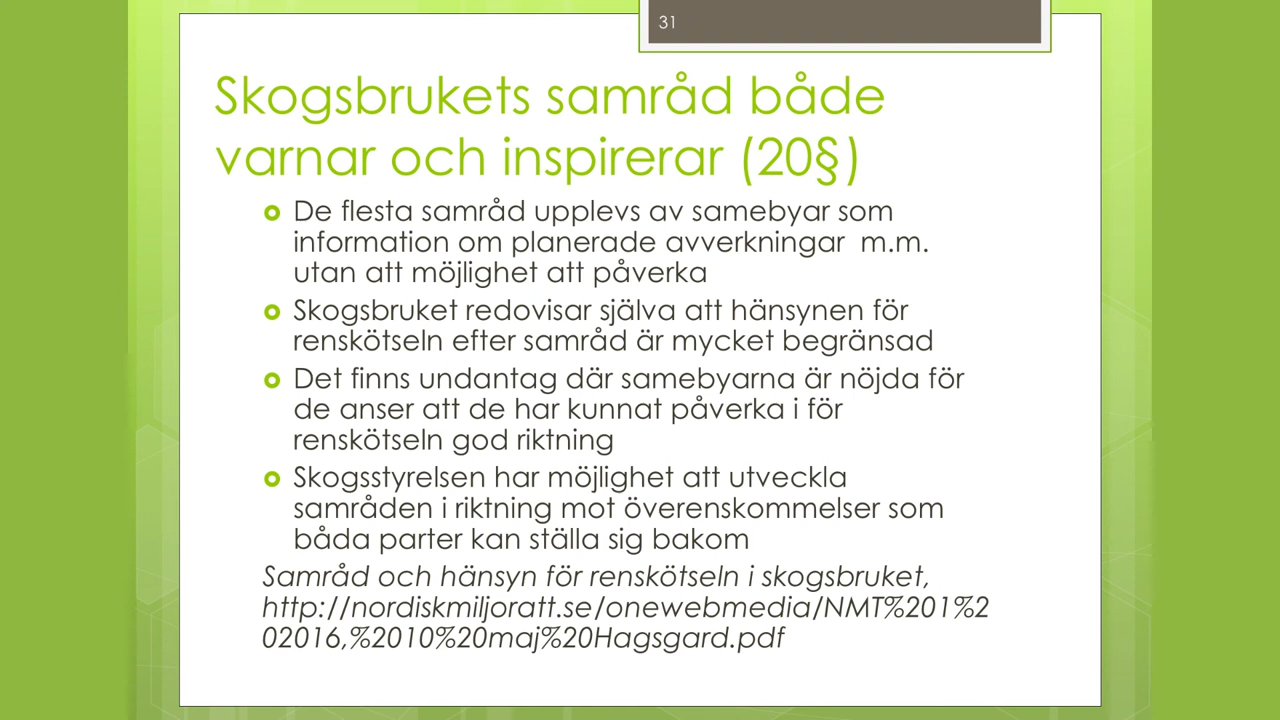 31
Skogsbrukets samråd både
varnar och inspirerar (20§)
De flesta samråd upplevs av samebyar som
information om planerade avverkningar  m.m.
utan att möjlighet att påverka
Skogsbruket redovisar själva att hänsynen för
renskötseln efter samråd är mycket begränsad
Det finns undantag där samebyarna är nöjda för
de anser att de har kunnat påverka i för
renskötseln god riktning
Skogsstyrelsen har möjlighet att utveckla
samråden i riktning mot överenskommelser som
båda parter kan ställa sig bakom
Samråd och hänsyn för renskötseln i skogsbruket,
http://nordiskmiljoratt.se/onewebmedia/NMT%201%2
02016,%2010%20maj%20Hagsgard.pdf